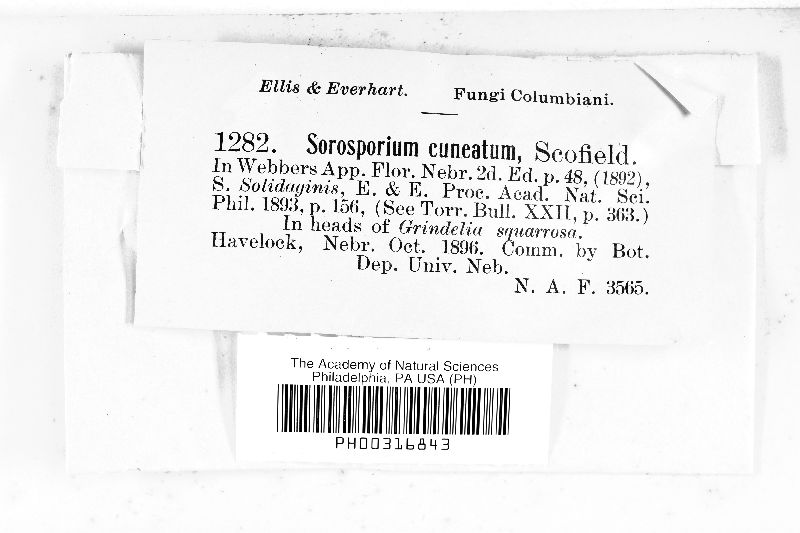 Ellis & Everhart. Fungi Columbiani.
1282. Sorosporium cuneatum, Scofield.
In Webbers App. Flor. Nebr. 2d. Ed. p. 48, (1892),
S. Solidaginis, E. & E. Proc. Acad. Nat. Sci.
Phil. 1893, p. 156, (See Torr. Bull. XXII, p. 363.)
In heads of Grindelia squarrosa.
Havelock, Nebr. Oct. 1896. Comm. by Bot.
Dep. Univ. Neb.
N. A. F. 3565.
The Academy of Natural Sciences
Philadelphia, PA USA (PH)
PH00316843